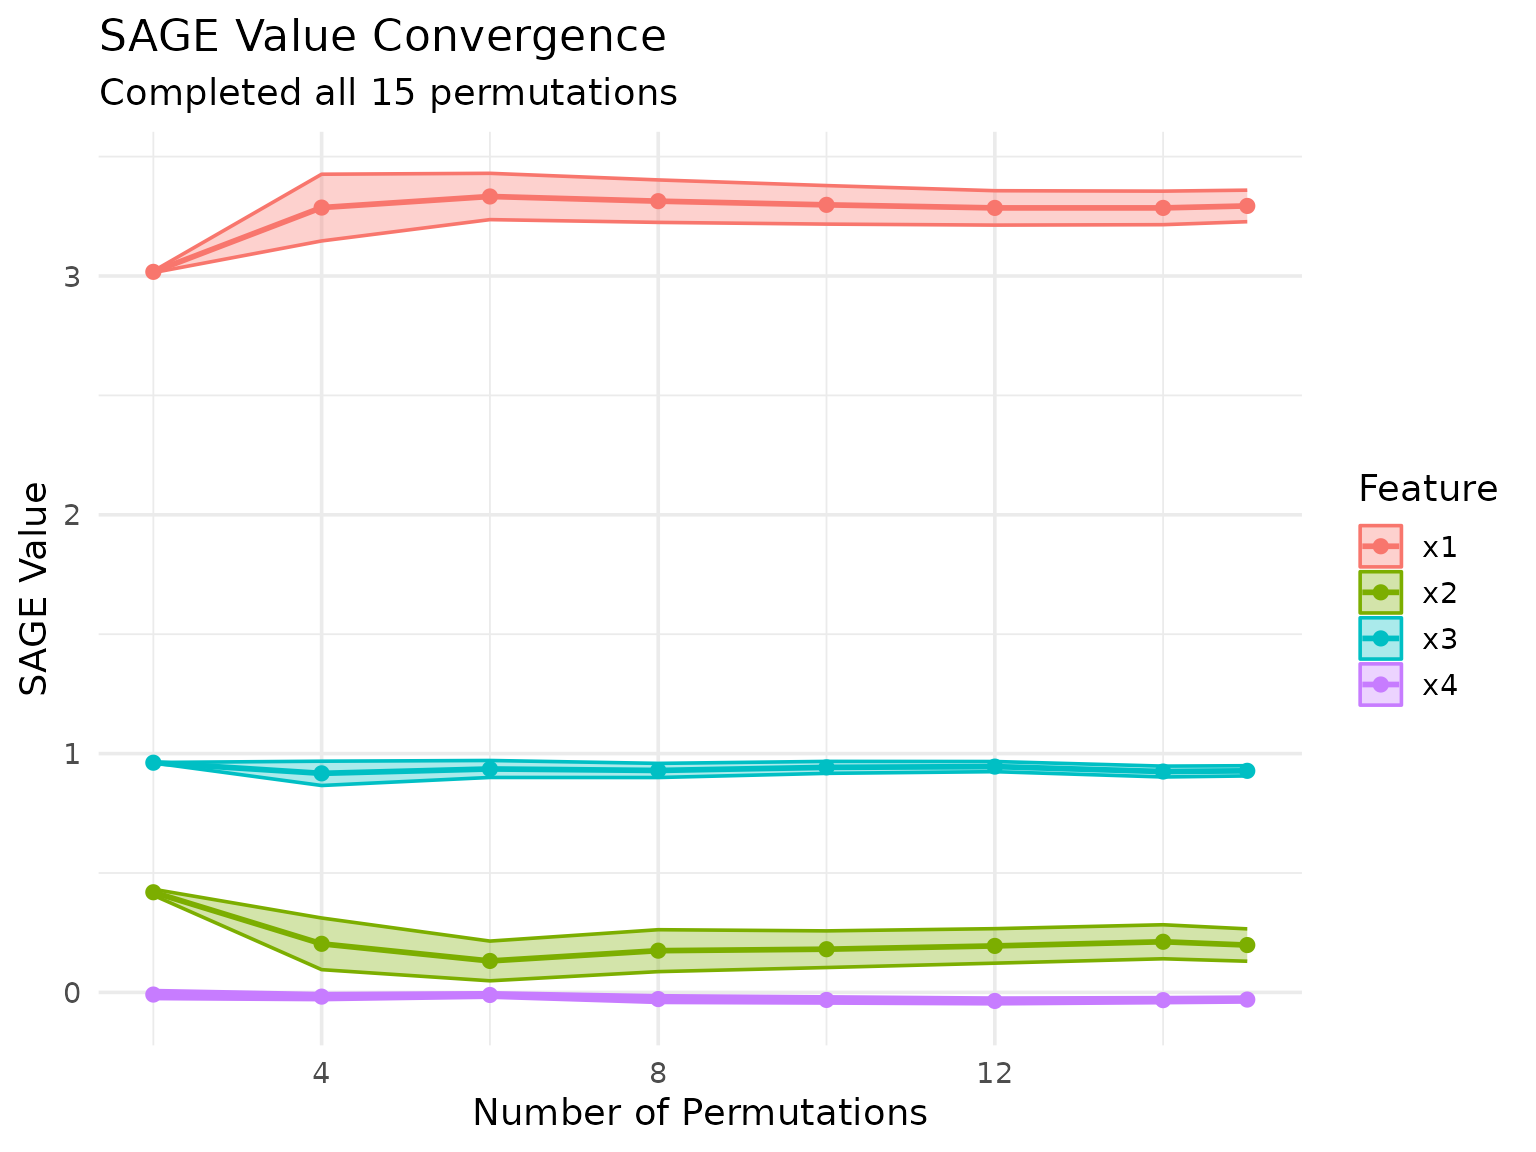 SAGE Value Convergence
Completed all 15 permutations
SAGE Value
3
2
1
0
4
8
12
Number of Permutations
Feature
x1
x2
x3
x4